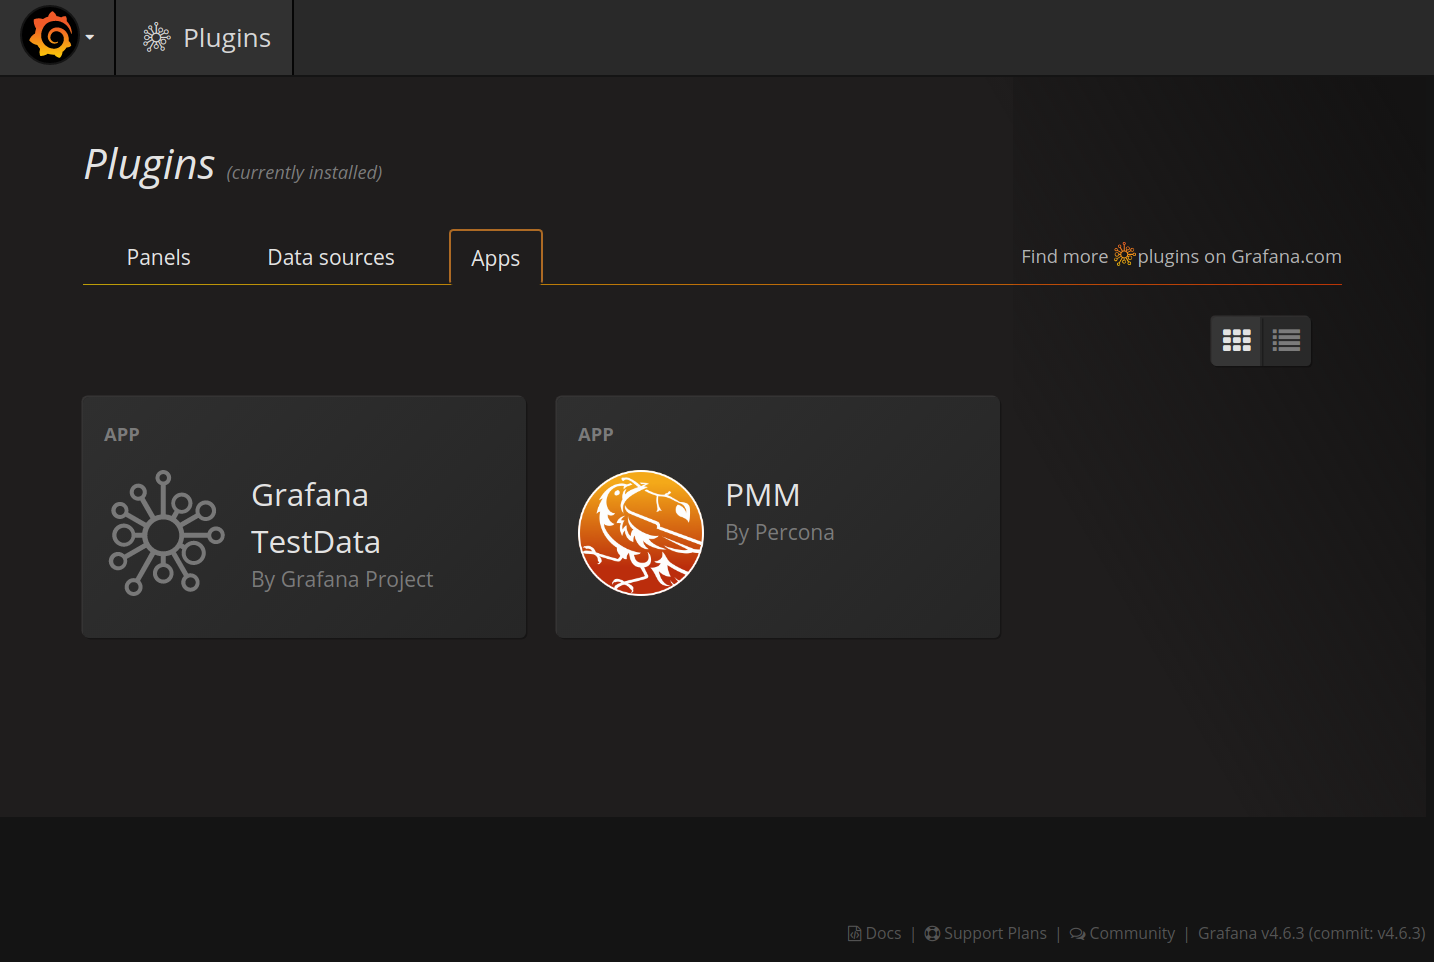 Plugins
Plugins (currently installed)
Panels Data sources Apps Find more plugins on Grafana.com
APP
Grafana
TestData
By Grafana Project
APP
PMM
By Percona
Docs | Support Plans | Community | Grafana v4.6.3 (commit: v4.6.3)